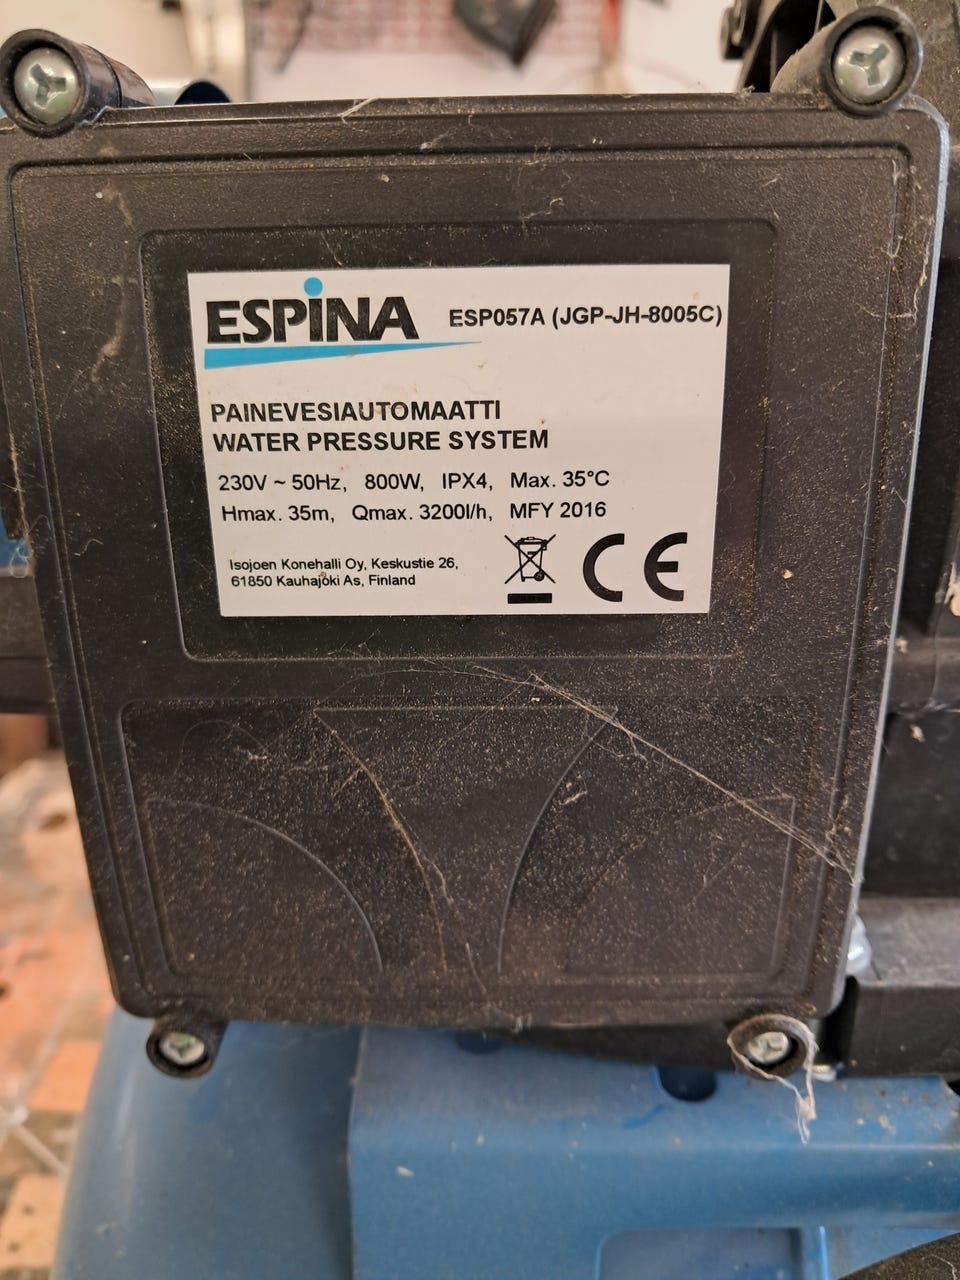 ESPINA ESP057A (JGP-JH-8005C)
PAINEVESIAUTOMAATTI
WATER PRESSURE SYSTEM
230V ~ 50Hz, 800W, IPX4, Max. 35°C
Hmax. 35m, Qmax. 3200l/h, MFY 2016
Isojoen Konehalli Oy, Keskustie 26,
61850 Kauhajoki As, Finland
CE